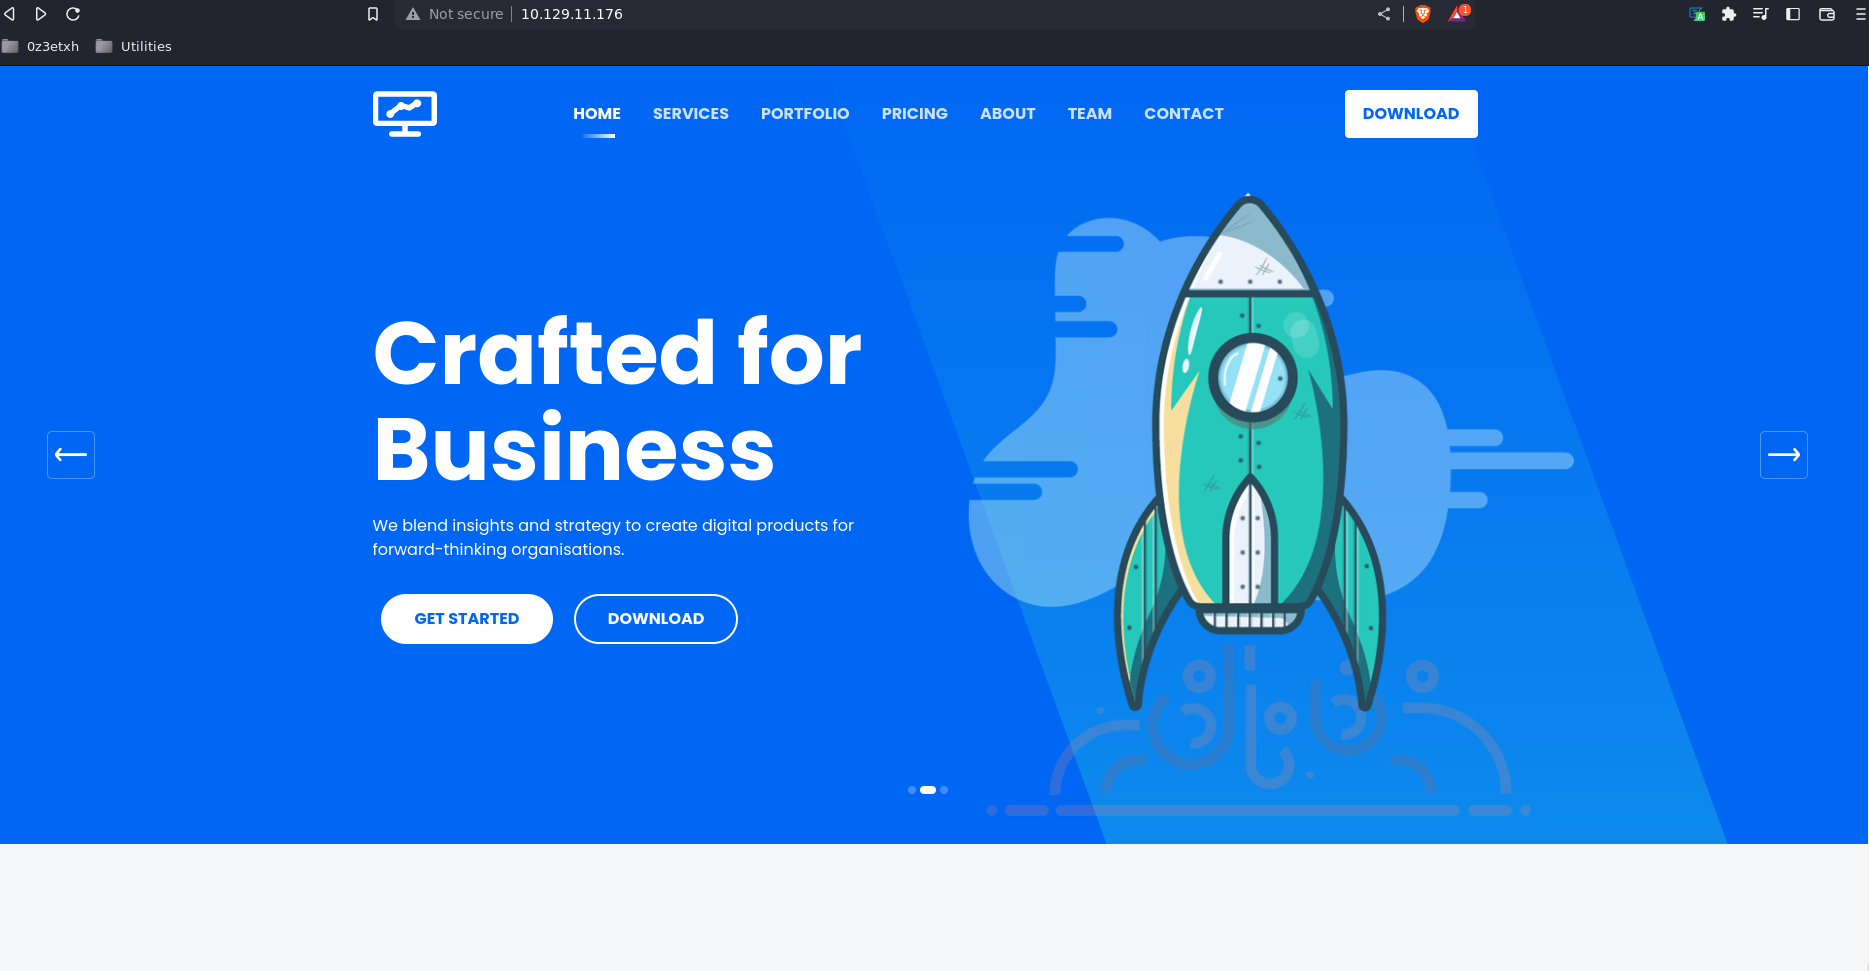 Not secure 10.129.11.176
1
0z3etxh Utilities
HOME SERVICES PORTFOLIO PRICING ABOUT TEAM CONTACT DOWNLOAD
Crafted for
Business
We blend insights and strategy to create digital products for
forward-thinking organisations.
GET STARTED DOWNLOAD